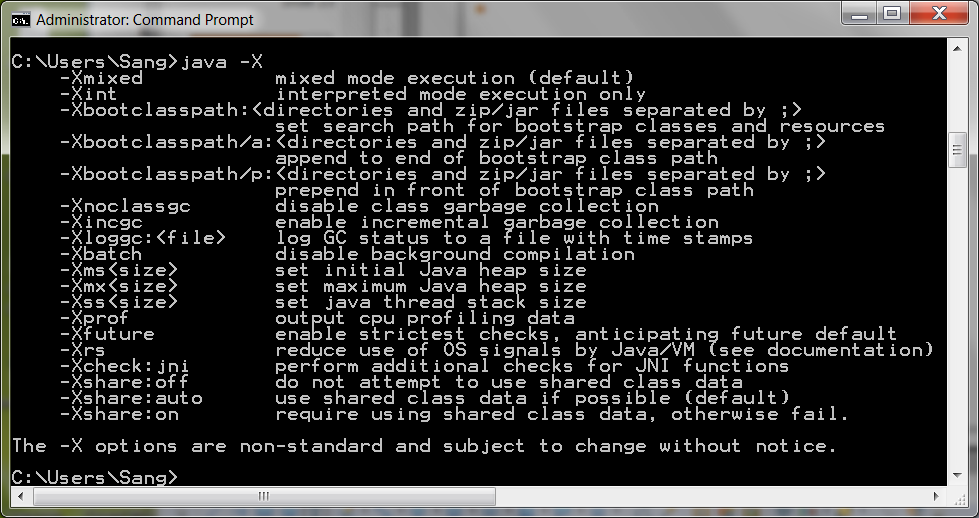 Administrator: Command Prompt
C:\Users\Sang>java -X
-Xmixed mixed mode execution (default)
-Xint interpreted mode execution only
-Xbootclasspath:<directories and zip/jar files separated by ;>
set search path for bootstrap classes and resources
-Xbootclasspath/a:<directories and zip/jar files separated by ;>
append to end of bootstrap class path
-Xbootclasspath/p:<directories and zip/jar files separated by ;>
prepend in front of bootstrap class path
-Xnoclassgc disable class garbage collection
-Xincgc enable incremental garbage collection
-Xloggc:<file> log GC status to a file with time stamps
-Xbatch disable background compilation
-Xms<size> set initial Java heap size
-Xmx<size> set maximum Java heap size
-Xss<size> set java thread stack size
-Xprof output cpu profiling data
-Xfuture enable strictest checks, anticipating future default
-Xrs reduce use of OS signals by Java/VM (see documentation)
-Xcheck:jni perform additional checks for JNI functions
-Xshare:off do not attempt to use shared class data
-Xshare:auto use shared class data if possible (default)
-Xshare:on require using shared class data, otherwise fail.
The -X options are non-standard and subject to change without notice.
C:\Users\Sang>